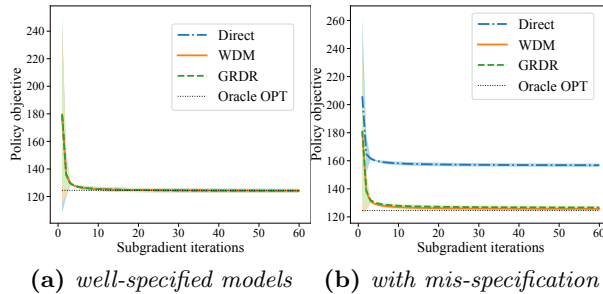 240
220
200
180
160
140
120
Policy objective
Direct
WDM
GRDR
Oracle OPT
0 10 20 30 40 50 60
Subgradient iterations
(a) well-specified models
260
240
220
200
180
160
140
120
Policy objective
Direct
WDM
GRDR
Oracle OPT
0 10 20 30 40 50 60
Subgradient iterations
(b) with mis-specification